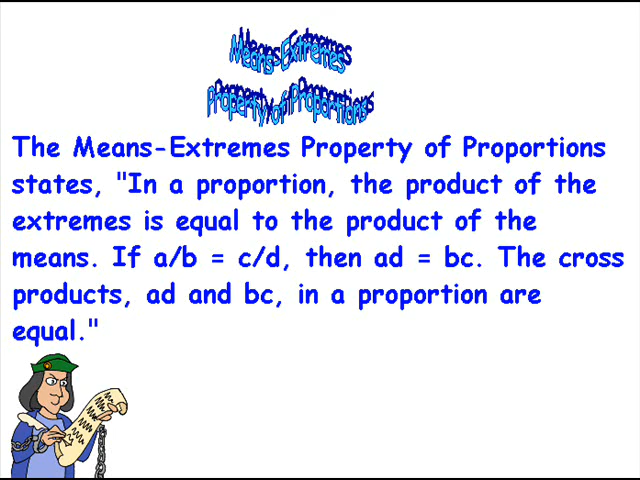 Means-Extremes
Property of Proportions
The Means-Extremes Property of Proportions
states, "In a proportion, the product of the
extremes is equal to the product of the
means. If a/b = c/d, then ad = bc. The cross
products, ad and bc, in a proportion are
equal."